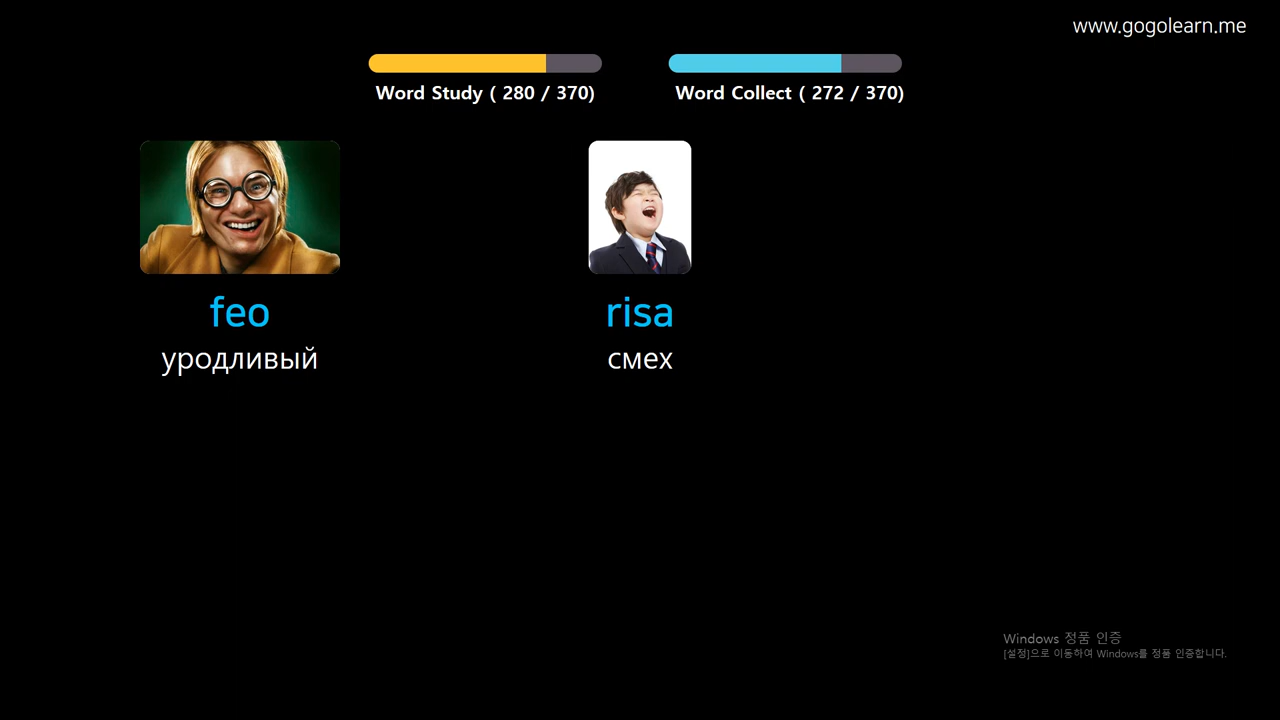 www.gogolearn.me
Word Study ( 280 / 370)
Word Collect ( 272 / 370)
feo
risa
уродливый
смех
Windows 정품 인증
[설정]으로 이동하여 Windows를 정품 인증합니다.